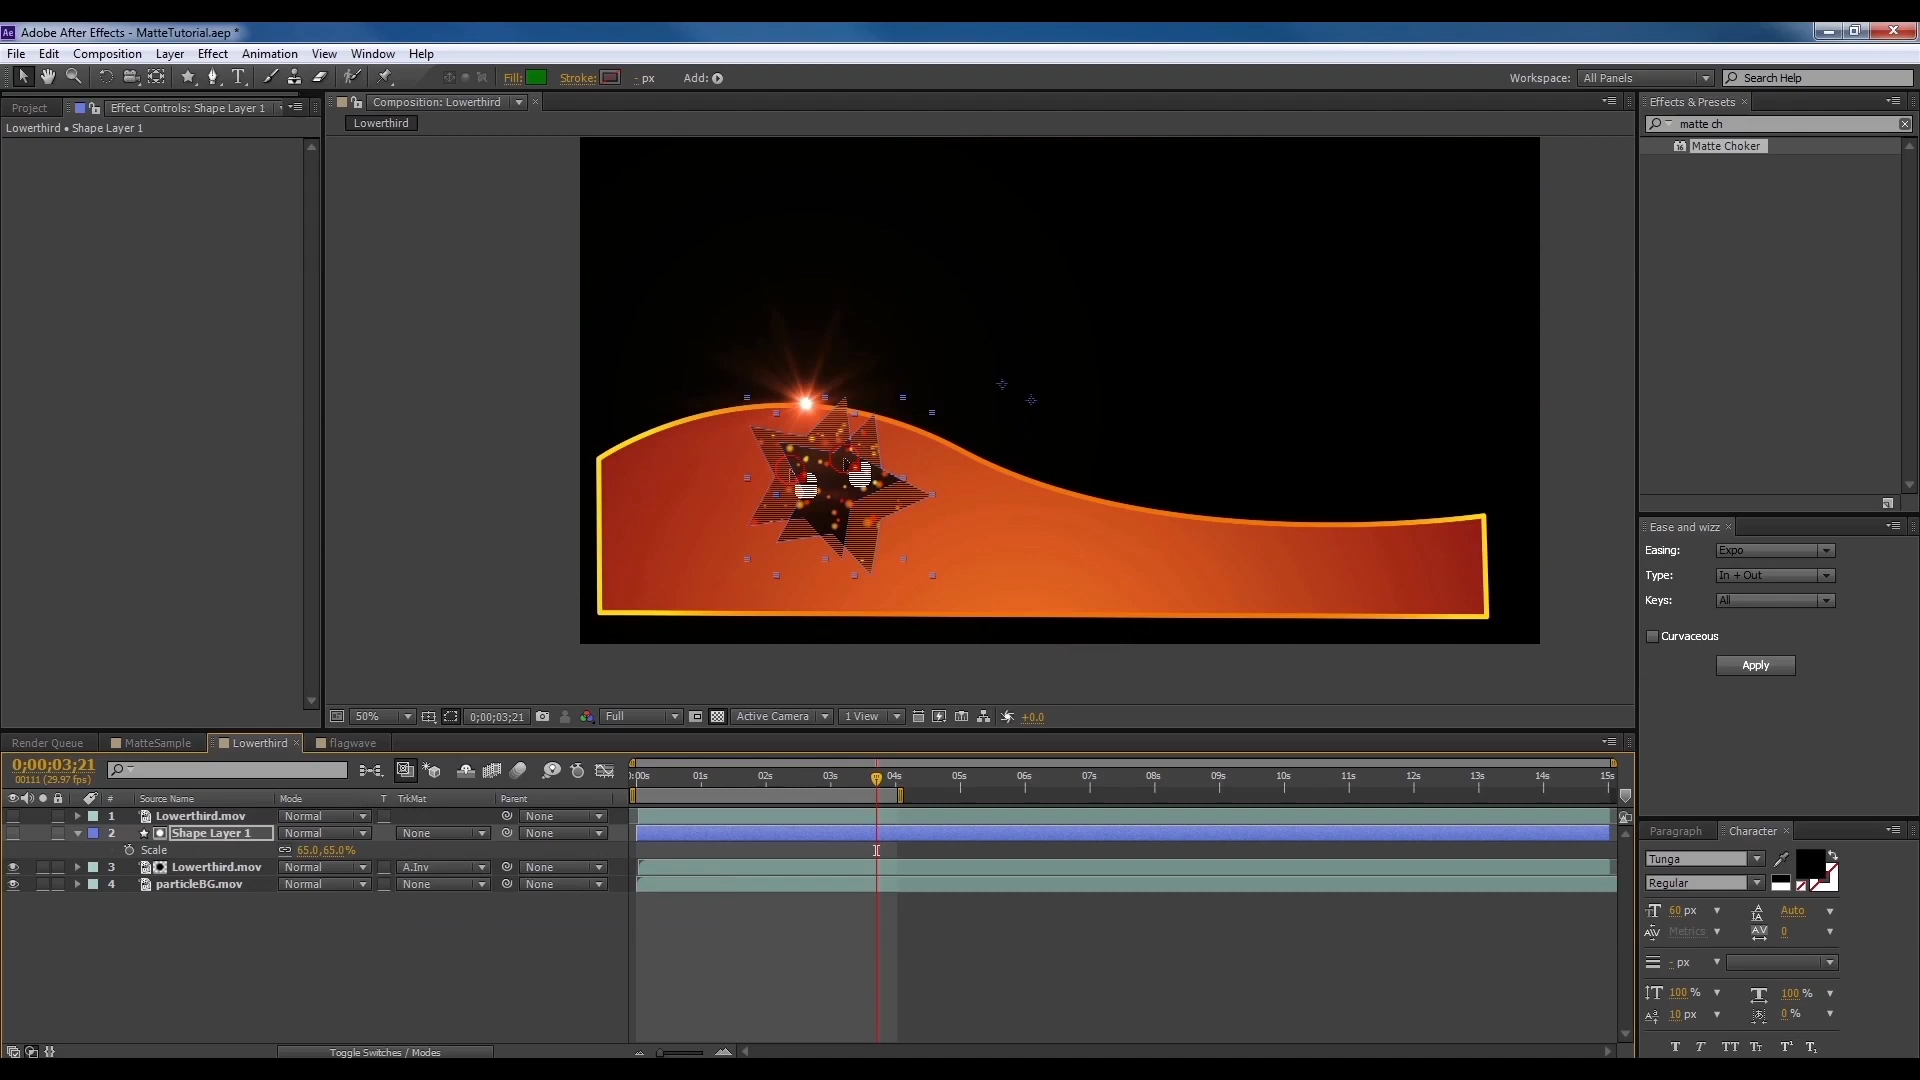 Adobe After Effects - MatteTutorial.aep *
File Edit Composition Layer Effect Animation View Window Help
Fill: Stroke: - px Add:
Workspace: All Panels
Search Help
Project
Effect Controls: Shape Layer 1
Composition: Lowerthird
Effects & Presets
Lowerthird
Lowerthird • Shape Layer 1
matte ch
Matte Choker
Ease and wizz
Easing: Expo
Type: In + Out
Keys: All
Curvaceous
Apply
50%
0;00;03;21
Full
Active Camera
1 View
+0.0
Render Queue
MatteSample
Lowerthird
flagwave
0;00;03;21
00111 (29.97 fps)
:00s 01s 02s 03s 04s 05s 06s 07s 08s 09s 10s 11s 12s 13s 14s 15s
# Source Name Mode T TrkMat Parent
1 Lowerthird.mov Normal None
2 Shape Layer 1 Normal None None
Scale 65.0,65.0%
3 Lowerthird.mov Normal A.Inv None
4 particleBG.mov Normal None None
Toggle Switches / Modes
Paragraph
Character
Tunga
Regular
60 px Auto
Metrics 0
- px
100 % 100 %
10 px 0 %
T T TT Tt T¹ T₁